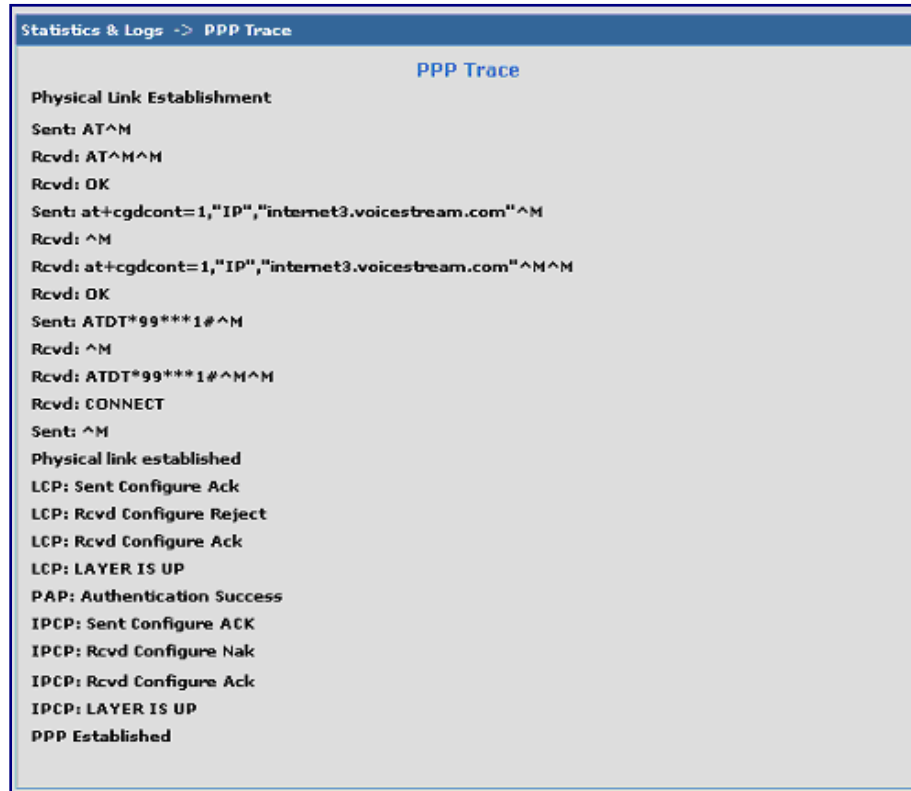 Statistics & Logs -> PPP Trace
PPP Trace
Physical Link Establishment
Sent: AT^M
Rcvd: AT^M^M
Rcvd: OK
Sent: at+cgdcont=1,"IP","internet3.voicestream.com"^M
Rcvd: ^M
Rcvd: at+cgdcont=1,"IP","internet3.voicestream.com"^M^M
Rcvd: OK
Sent: ATDT*99***1#^M
Rcvd: ^M
Rcvd: ATDT*99***1#^M^M
Rcvd: CONNECT
Sent: ^M
Physical link established
LCP: Sent Configure Ack
LCP: Rcvd Configure Reject
LCP: Rcvd Configure Ack
LCP: LAYER IS UP
PAP: Authentication Success
IPCP: Sent Configure ACK
IPCP: Rcvd Configure Nak
IPCP: Rcvd Configure Ack
IPCP: LAYER IS UP
PPP Established